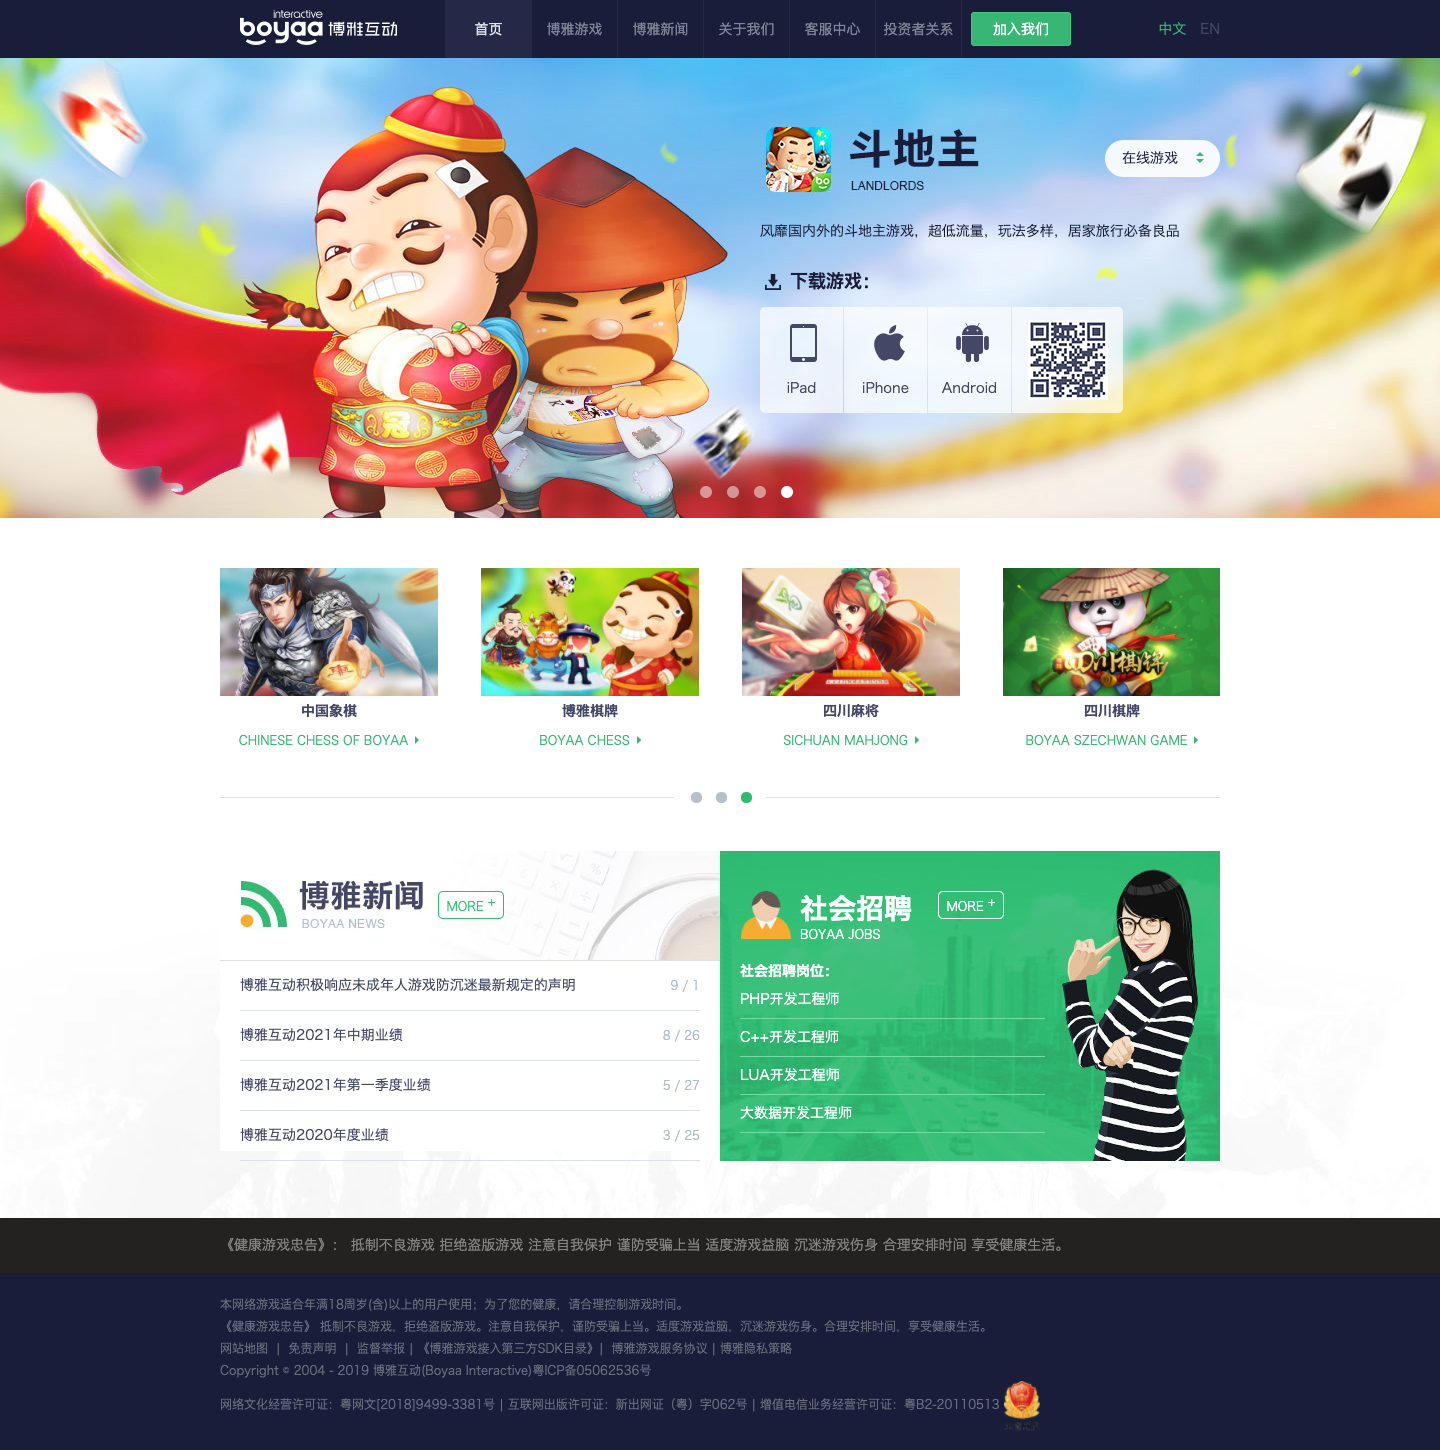 interactive
boyaa 博雅互动
首页 博雅游戏 博雅新闻 关于我们 客服中心 投资者关系 加入我们 中文 EN
斗地主
LANDLORDS
在线游戏
风靡国内外的斗地主游戏，超低流量，玩法多样，居家旅行必备良品
下载游戏：
iPad iPhone Android
冠
中国象棋 博雅棋牌 四川麻将 四川棋牌
CHINESE CHESS OF BOYAA BOYAA CHESS SICHUAN MAHJONG BOYAA SZECHWAN GAME
博雅新闻
BOYAA NEWS
MORE +
博雅互动积极响应未成年人游戏防沉迷最新规定的声明 9 / 1
博雅互动2021年中期业绩 8 / 26
博雅互动2021年第一季度业绩 5 / 27
博雅互动2020年度业绩 3 / 25
社会招聘
BOYAA JOBS
MORE +
社会招聘岗位：
PHP开发工程师
C++开发工程师
LUA开发工程师
大数据开发工程师
《健康游戏忠告》： 抵制不良游戏 拒绝盗版游戏 注意自我保护 谨防受骗上当 适度游戏益脑 沉迷游戏伤身 合理安排时间 享受健康生活。
本网络游戏适合年满18周岁(含)以上的用户使用；为了您的健康，请合理控制游戏时间。
《健康游戏忠告》 抵制不良游戏，拒绝盗版游戏。注意自我保护，谨防受骗上当。适度游戏益脑，沉迷游戏伤身。合理安排时间，享受健康生活。
网站地图 | 免责声明 | 监督举报 | 《博雅游戏接入第三方SDK目录》 | 博雅游戏服务协议 | 博雅隐私策略
Copyright © 2004 - 2019 博雅互动(Boyaa Interactive)粤ICP备05062536号
网络文化经营许可证：粤网文[2018]9499-3381号 | 互联网出版许可证：新出网证（粤）字062号 | 增值电信业务经营许可证：粤B2-20110513